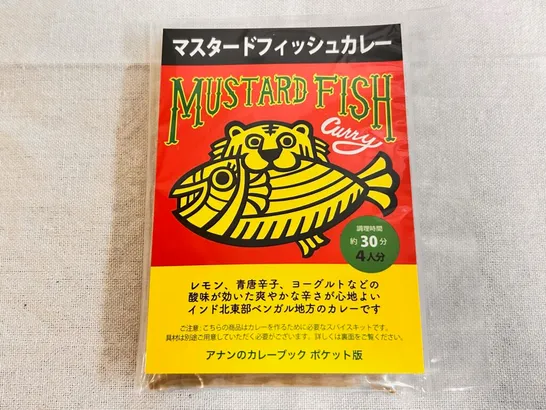 マスタードフィッシュカレー
MUSTARD FISH
Curry
調理時間
約30分
4人分
レモン、青唐辛子、ヨーグルトなどの
酸味が効いた爽やかな辛さが心地よい
インド北東部ベンガル地方のカレーです
ご注意:こちらの商品はカレーを作るために必要なスパイスキットです。
具材は別途ご用意していただく必要がございます。詳しくは裏面をご覧ください。
アナンのカレーブック ポケット版